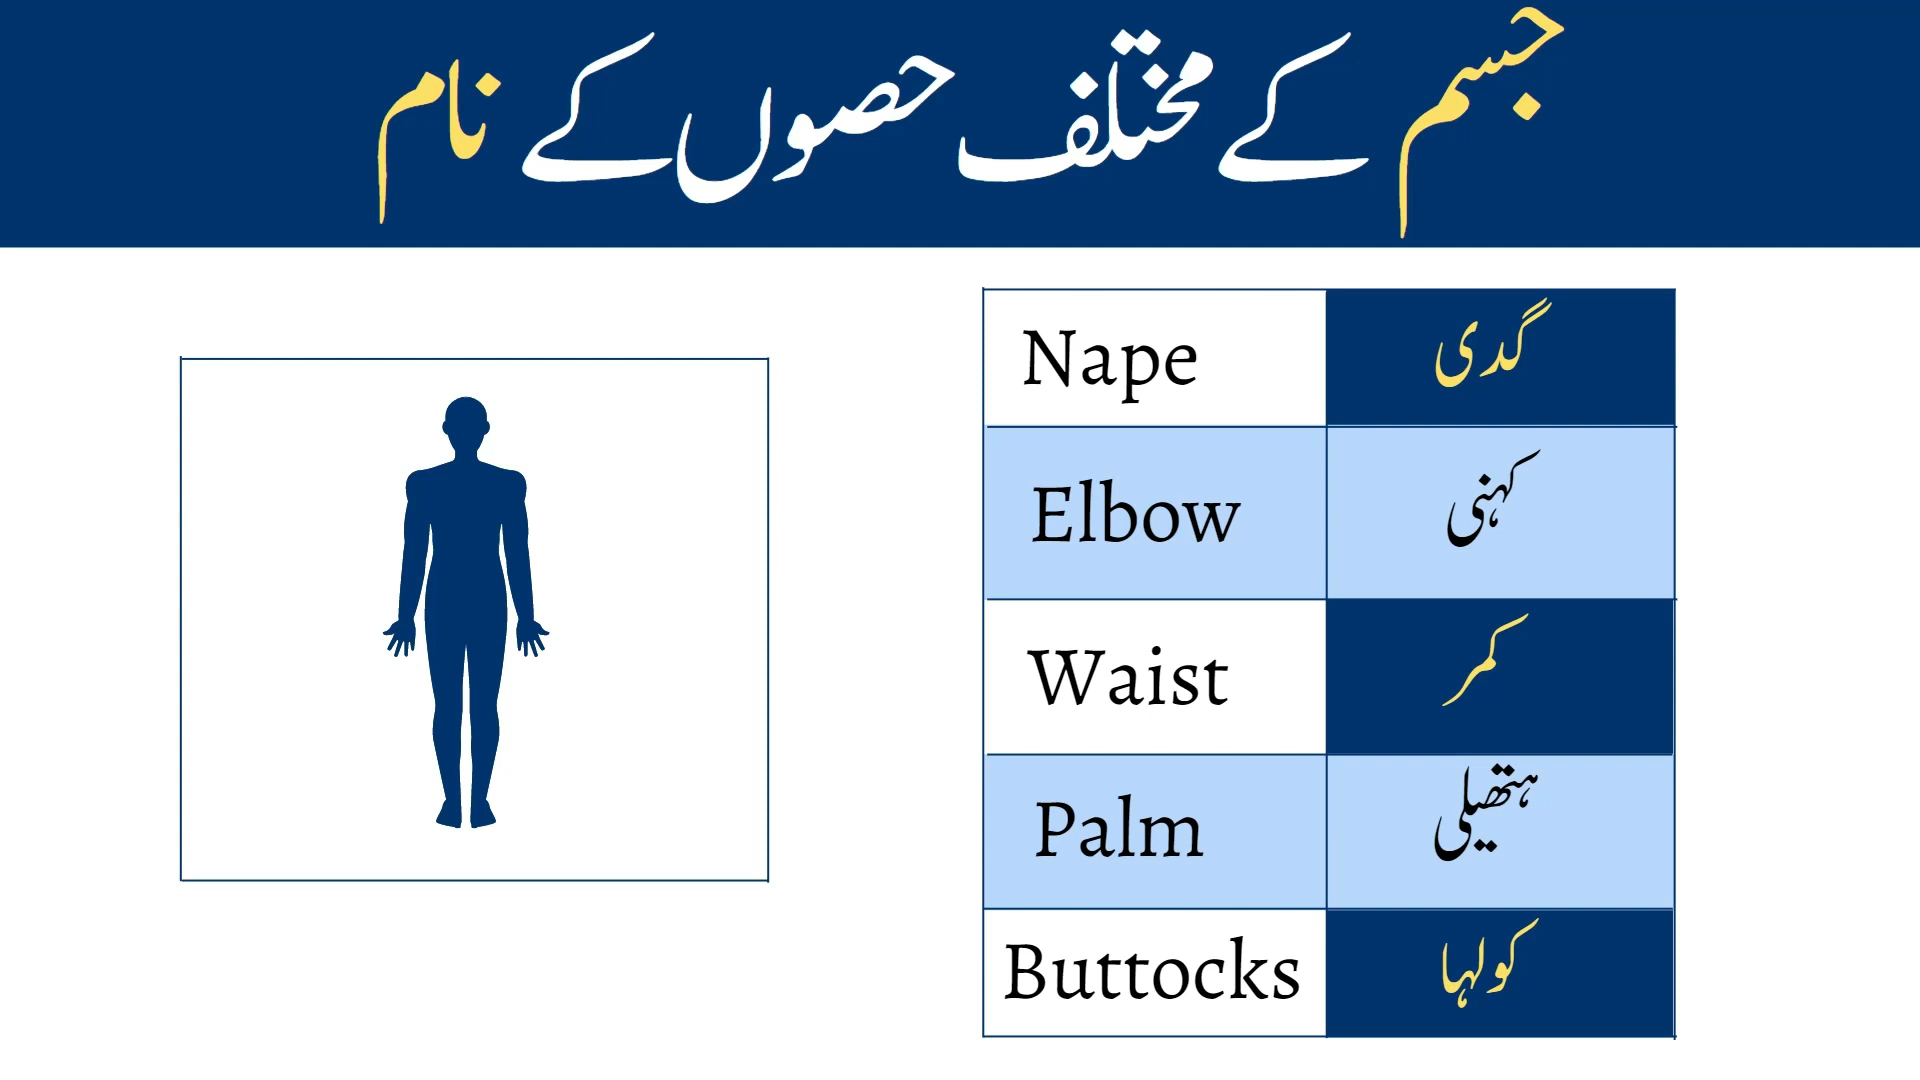 جسم کے مختلف حصوں کے نام
Nape گدی
Elbow کہنی
Waist کمر
Palm ہتھیلی
Buttocks کولہا